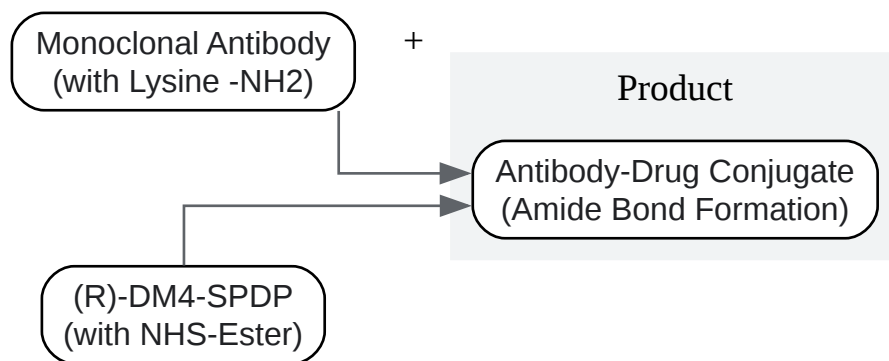 Monoclonal Antibody
(with Lysine -NH2)
+
Product
Antibody-Drug Conjugate
(Amide Bond Formation)
(R)-DM4-SPDP
(with NHS-Ester)